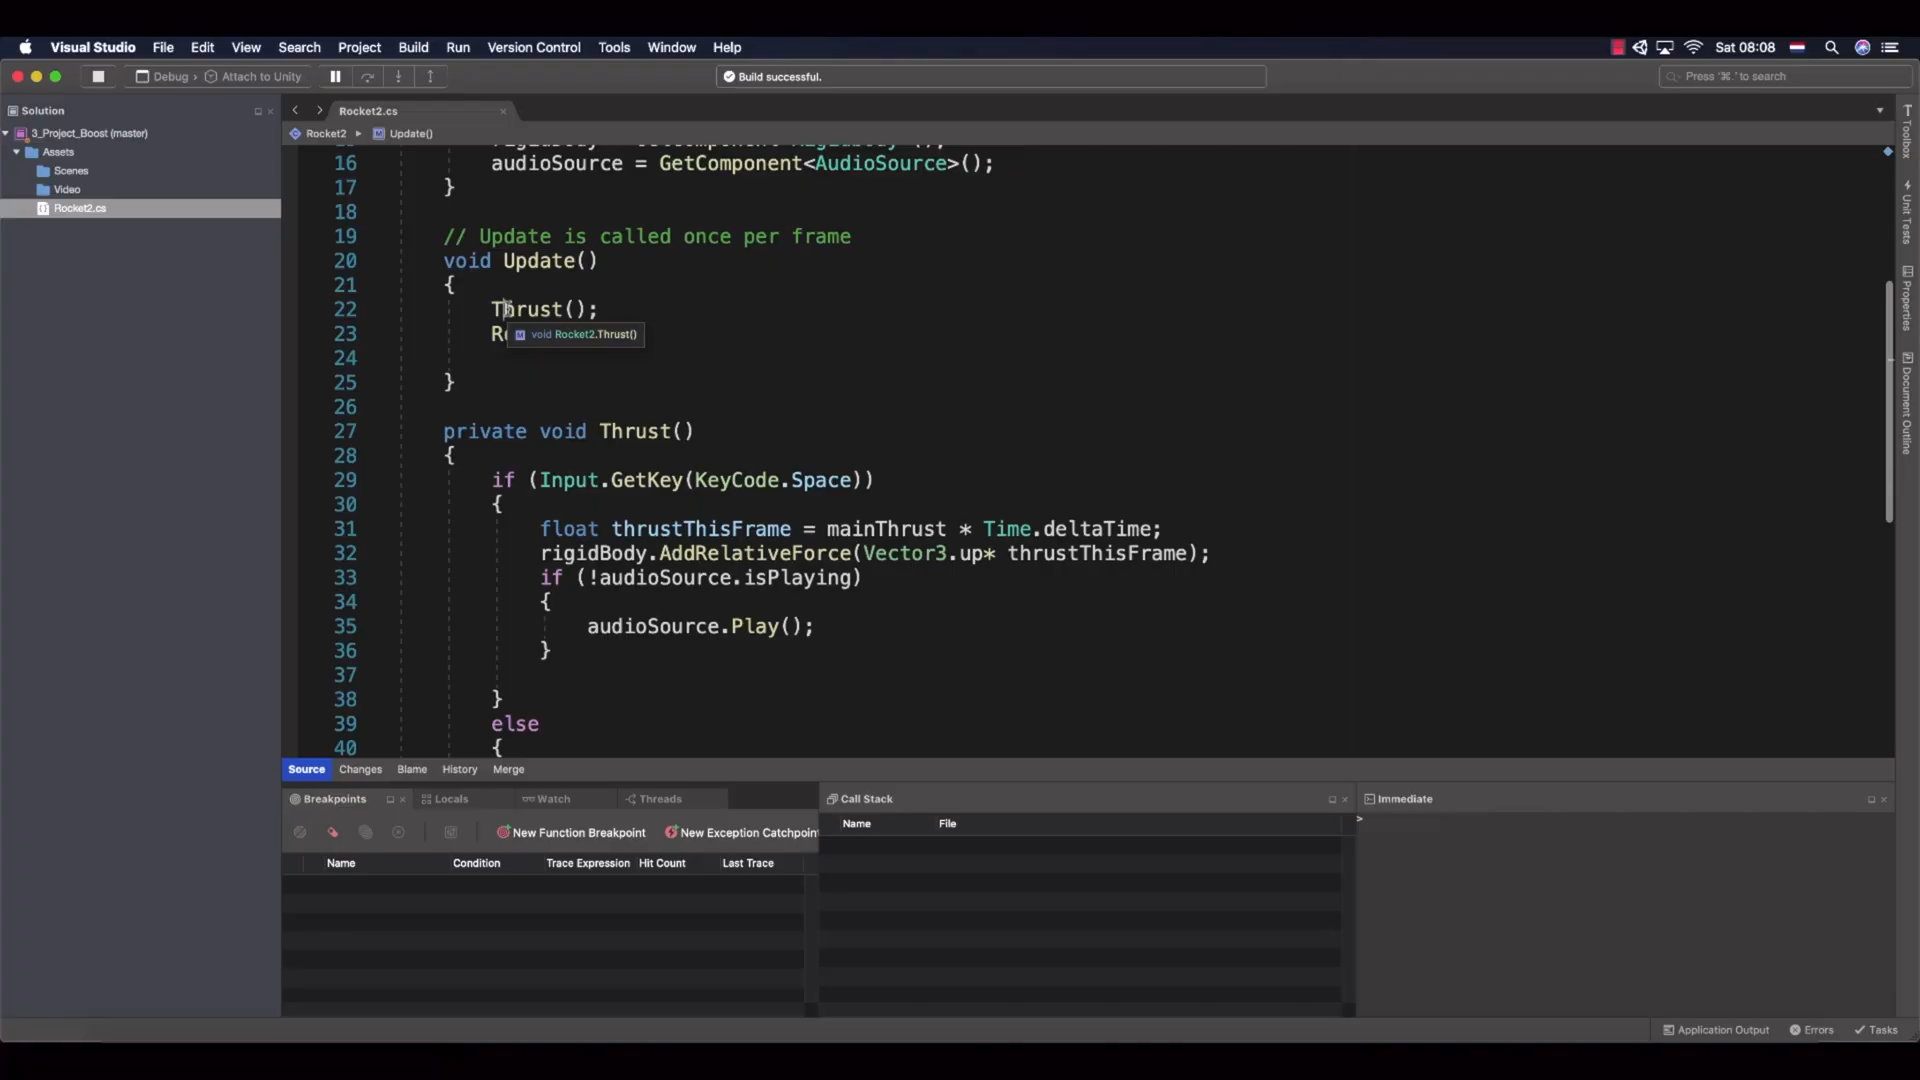 Visual Studio File Edit View Search Project Build Run Version Control Tools Window Help Sat 08:08
Debug › Attach to Unity
Build successful.
Press '⌘.' to search
Solution
3_Project_Boost (master)
Assets
Scenes
Video
Rocket2.cs
Rocket2.cs
Rocket2 Update()
16 audioSource = GetComponent<AudioSource>();
17 }
18
19 // Update is called once per frame
20 void Update()
21 {
22 Thrust();
23
void Rocket2.Thrust()
24
25 }
26
27 private void Thrust()
28 {
29 if (Input.GetKey(KeyCode.Space))
30 {
31 float thrustThisFrame = mainThrust * Time.deltaTime;
32 rigidBody.AddRelativeForce(Vector3.up* thrustThisFrame);
33 if (!audioSource.isPlaying)
34 {
35 audioSource.Play();
36 }
37
38 }
39 else
40 {
Source Changes Blame History Merge
Breakpoints Locals Watch Threads
New Function Breakpoint New Exception Catchpoint
Name Condition Trace Expression Hit Count Last Trace
Call Stack
Name File
Immediate
>
Toolbox
Unit Tests
Properties
Document Outline
Application Output Errors Tasks